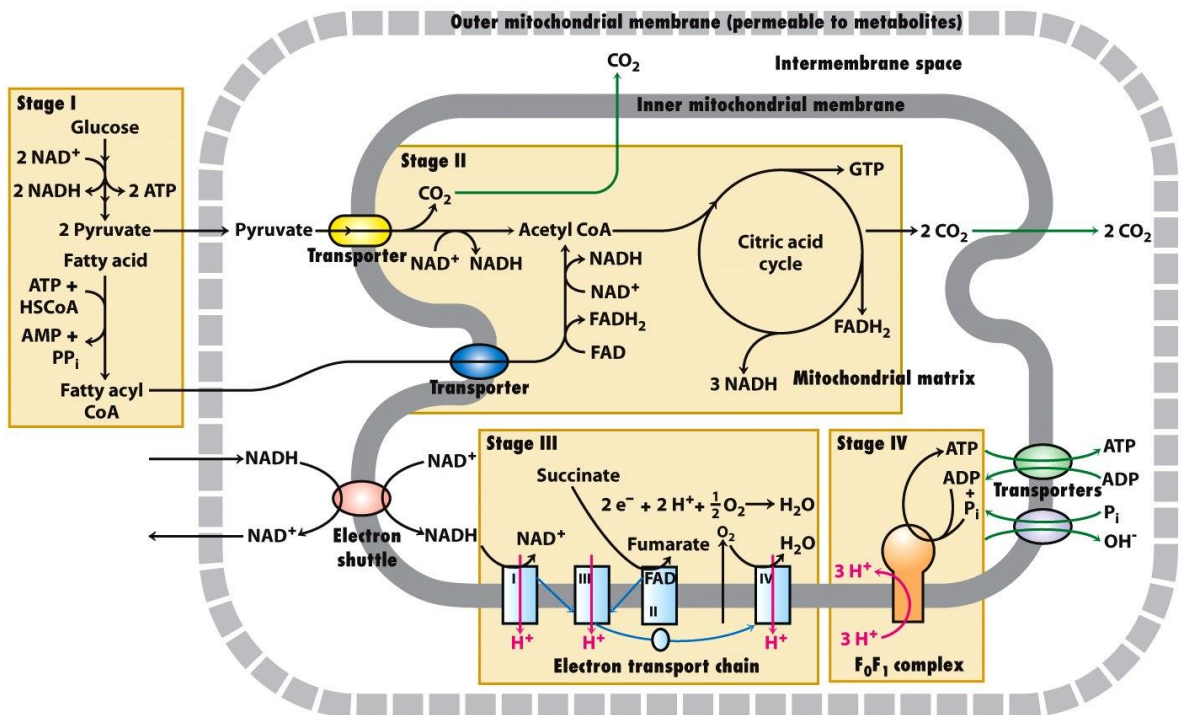 Outer mitochondrial membrane (permeable to metabolites)
Intermembrane space
CO₂
Inner mitochondrial membrane
Stage I
Glucose
2 NAD⁺
2 NADH
2 ATP
2 Pyruvate
Fatty acid
ATP +
HSCoA
AMP +
PPᵢ
Fatty acyl
CoA
Pyruvate
Transporter
Transporter
Stage II
CO₂
NAD⁺
NADH
Acetyl CoA
NADH
NAD⁺
FADH₂
FAD
Citric acid
cycle
GTP
2 CO₂
2 CO₂
FADH₂
3 NADH
Mitochondrial matrix
NADH
NAD⁺
NAD⁺
NADH
Electron
shuttle
Stage III
Succinate
2 e⁻ + 2 H⁺ + ½ O₂ → H₂O
NAD⁺
Fumarate
O₂
H₂O
I
III
FAD
II
IV
H⁺
H⁺
H⁺
Electron transport chain
Stage IV
ATP
ADP
+
Pᵢ
3 H⁺
3 H⁺
F₀F₁ complex
ATP
ADP
Transporters
Pᵢ
OH⁻